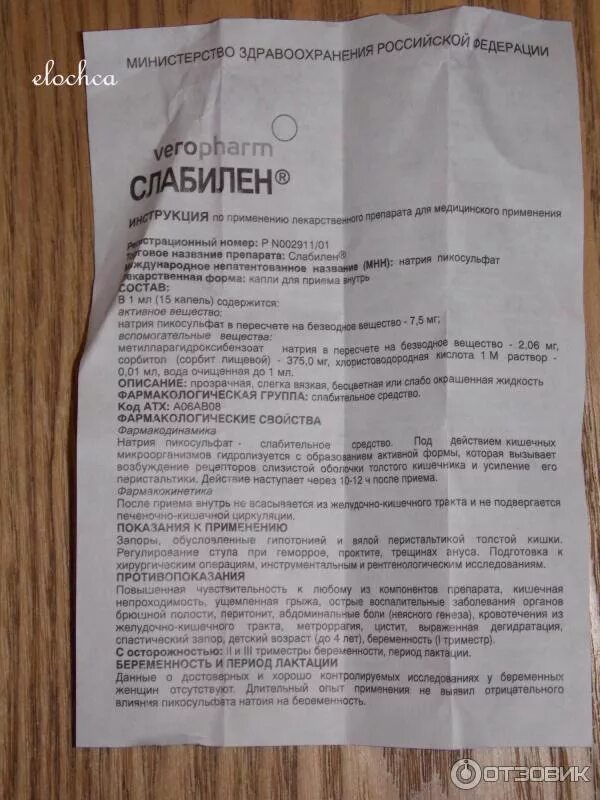 МИНИСТЕРСТВО ЗДРАВООХРАНЕНИЯ РОССИЙСКОЙ ФЕДЕРАЦИИ
elochca
veropharm
СЛАБИЛЕН®
ИНСТРУКЦИЯ по применению лекарственного препарата для медицинского применения
Регистрационный номер: Р N002911/01
Торговое название препарата: Слабилен®
Международное непатентованное название (МНН): натрия пикосульфат
Лекарственная форма: капли для приема внутрь
СОСТАВ:
В 1 мл (15 капель) содержится:
активное вещество:
натрия пикосульфат в пересчете на безводное вещество - 7,5 мг;
вспомогательные вещества:
метилпарагидроксибензоат натрия в пересчете на безводное вещество - 2,06 мг,
сорбитол (сорбит пищевой) - 375,0 мг, хлористоводородная кислота 1 М раствор -
0,01 мл, вода очищенная до 1 мл.
ОПИСАНИЕ: прозрачная, слегка вязкая, бесцветная или слабо окрашенная жидкость
ФАРМАКОЛОГИЧЕСКАЯ ГРУППА: слабительное средство.
Код АТХ: А06АВ08
ФАРМАКОЛОГИЧЕСКИЕ СВОЙСТВА
Фармакодинамика
Натрия пикосульфат - слабительное средство. Под действием кишечных
микроорганизмов гидролизуется с образованием активной формы, которая вызывает
возбуждение рецепторов слизистой оболочки толстого кишечника и усиление его
перистальтики. Действие наступает через 10-12 ч после приема.
Фармакокинетика
После приема внутрь не всасывается из желудочно-кишечного тракта и не подвергается
печеночно-кишечной циркуляции.
ПОКАЗАНИЯ К ПРИМЕНЕНИЮ
Запоры, обусловленные гипотонией и вялой перистальтикой толстой кишки.
Регулирование стула при геморрое, проктите, трещинах ануса. Подготовка к
хирургическим операциям, инструментальным и рентгенологическим исследованиям.
ПРОТИВОПОКАЗАНИЯ
Повышенная чувствительность к любому из компонентов препарата, кишечная
непроходимость, ущемленная грыжа, острые воспалительные заболевания органов
брюшной полости, перитонит, абдоминальные боли (неясного генеза), кровотечения из
желудочно-кишечного тракта, метроррагия, цистит, выраженная дегидратация,
спастический запор, детский возраст (до 4 лет), беременность (I триместр).
С осторожностью: II и III триместры беременности, период лактации.
БЕРЕМЕННОСТЬ И ПЕРИОД ЛАКТАЦИИ
Данные о достоверных и хорошо контролируемых исследованиях у беременных
женщин отсутствуют. Длительный опыт применения не выявил отрицательного
влияния пикосульфата натрия на беременность.
ОТЗОВИК